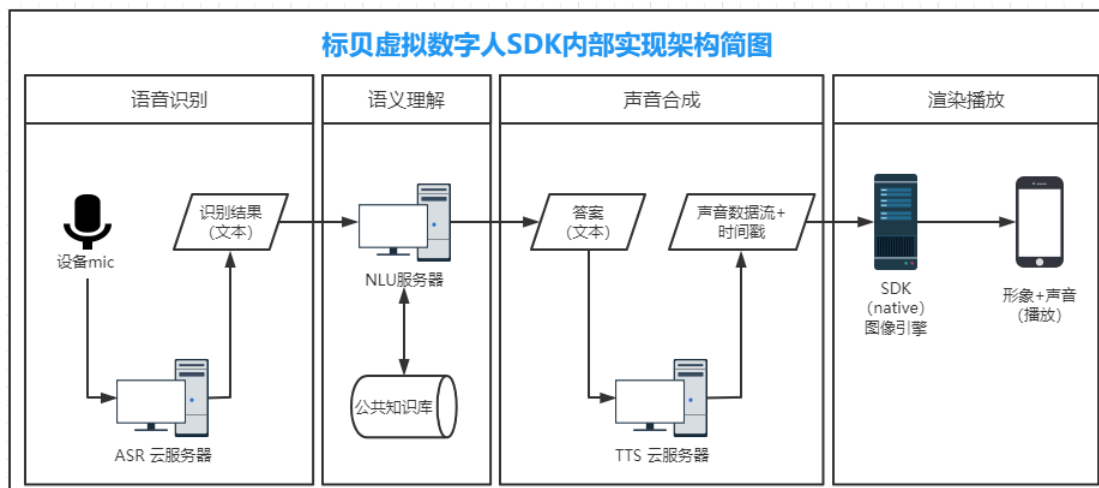 标贝虚拟数字人SDK内部实现架构简图
语音识别
语义理解
声音合成
渲染播放
设备mic
识别结果
（文本）
ASR 云服务器
NLU服务器
公共知识库
答案
（文本）
声音数据流+
时间戳
TTS 云服务器
SDK
（native）
图像引擎
形象+声音
（播放）